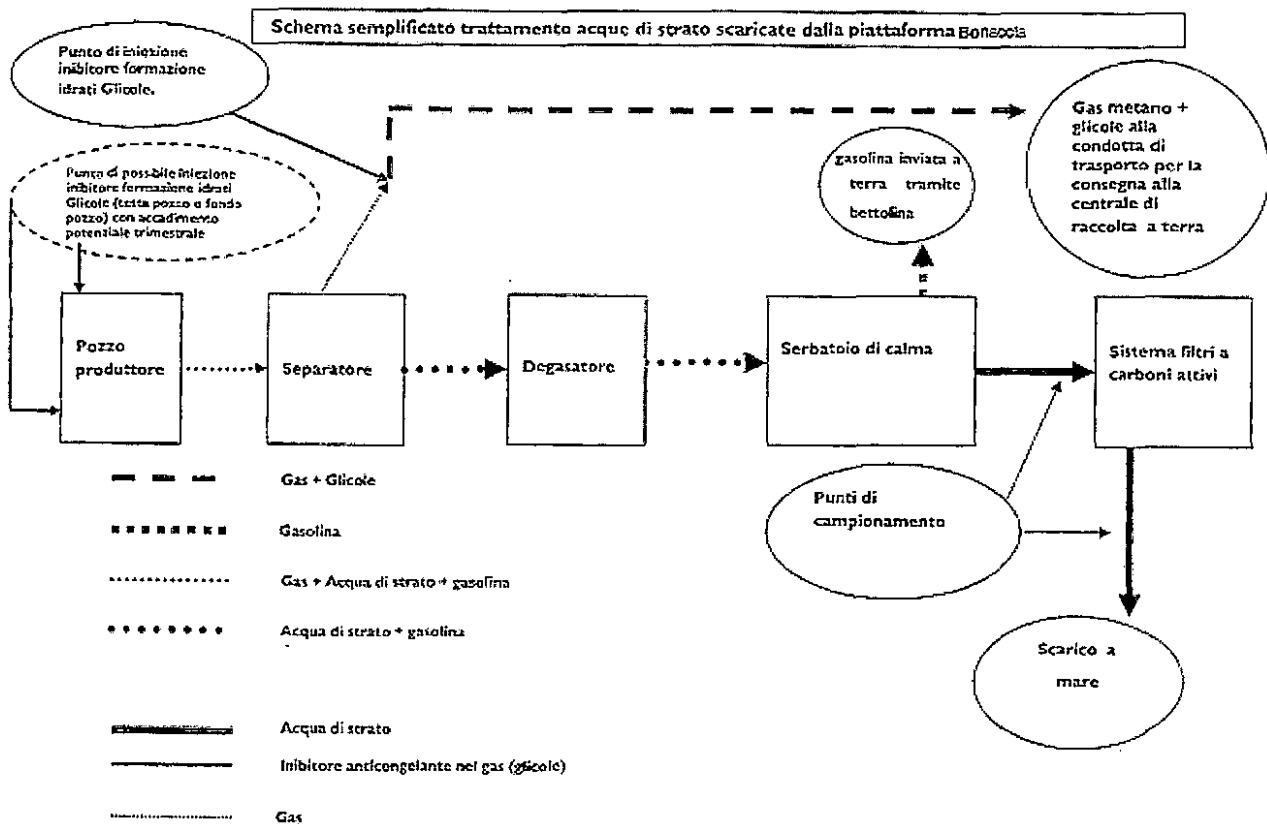 Schema semplificato trattamento acque di strato scaricate dalla piattaforma Bonaccia
Punto di iniezione
inibitore formazione
idrati Glicole.
Punto di possibile iniezione
inibitore formazione idrati
Glicole (testa pozzo o fondo
pozzo) con accadimento
potenziale trimestrale
gasolina inviata a
terra tramite
bettolina
Gas metano +
glicole alla
condotta di
trasporto per la
consegna alla
centrale di
raccolta a terra
Pozzo
produttore
Separatore
Degasatore
Serbatoio di calma
Sistema filtri a
carboni attivi
Punti di
campionamento
Scarico a
mare
Gas + Glicole
Gasolina
Gas + Acqua di strato + gasolina
Acqua di strato + gasolina
Acqua di strato
Inibitore anticongelante nel gas (glicole)
Gas